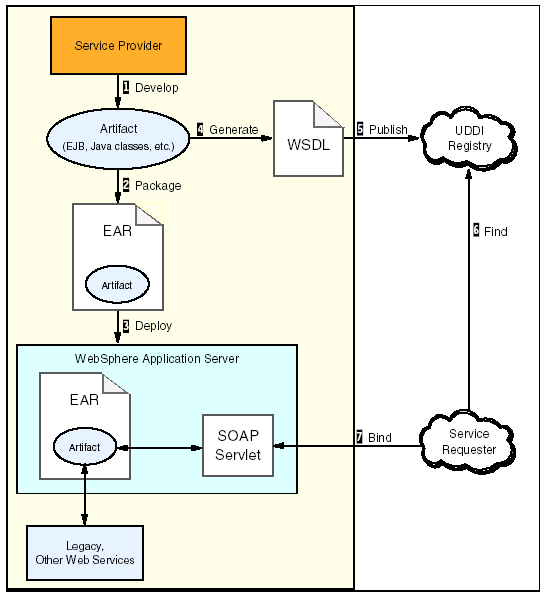 Service Provider
1 Develop
Artifact
(EJB, Java classes, etc.)
4 Generate
WSDL
5 Publish
UDDI
Registry
2 Package
EAR
Artifact
6 Find
3 Deploy
WebSphere Application Server
EAR
Artifact
SOAP
Servlet
7 Bind
Service
Requester
Legacy,
Other Web Services